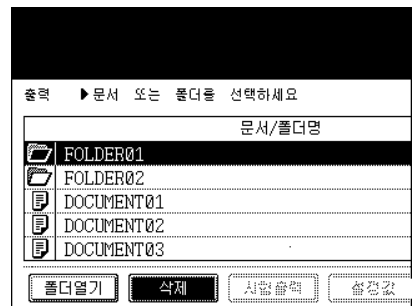 출력 ▶문서 또는 폴더를 선택하세요
문서/폴더명
FOLDER01
FOLDER02
DOCUMENT01
DOCUMENT02
DOCUMENT03
폴더열기 삭제 시험출력 설정값